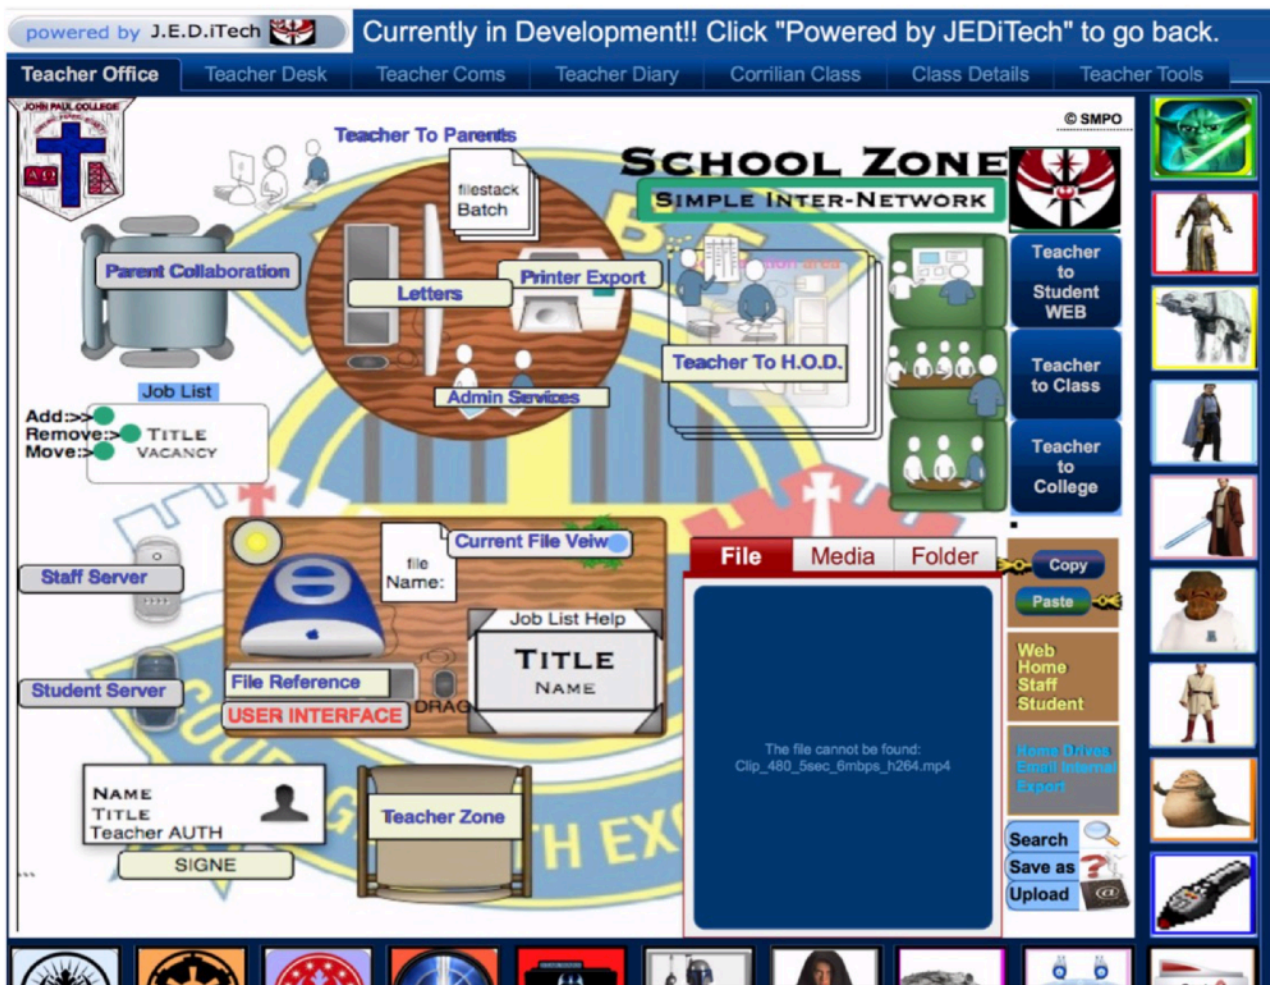 powered by J.E.D.iTech
Currently in Development!! Click "Powered by JEDiTech" to go back.
Teacher Office
Teacher Desk
Teacher Coms
Teacher Diary
Corrilian Class
Class Details
Teacher Tools
JOHN PAUL COLLEGE
© SMPO
Teacher To Parents
SCHOOL ZONE
SIMPLE INTER-NETWORK
filestack
Batch
Parent Collaboration
Letters
Printer Export
area
Teacher To H.O.D.
Admin Services
Teacher
to
Student
WEB
Teacher
to Class
Teacher
to
College
Job List
Add:>>
Remove:>
Move:>
TITLE
VACANCY
Staff Server
Student Server
file
Name:
Current File Veiw
Job List Help
TITLE
NAME
File Reference
USER INTERFACE
DRAG
File
Media
Folder
The file cannot be found:
Clip_480_5sec_6mbps_h264.mp4
Copy
Paste
Web
Home
Staff
Student
Home Drives
Email Internal
Export
Search
Save as
Upload
NAME
TITLE
Teacher AUTH
SIGNE
Teacher Zone
TH EXC